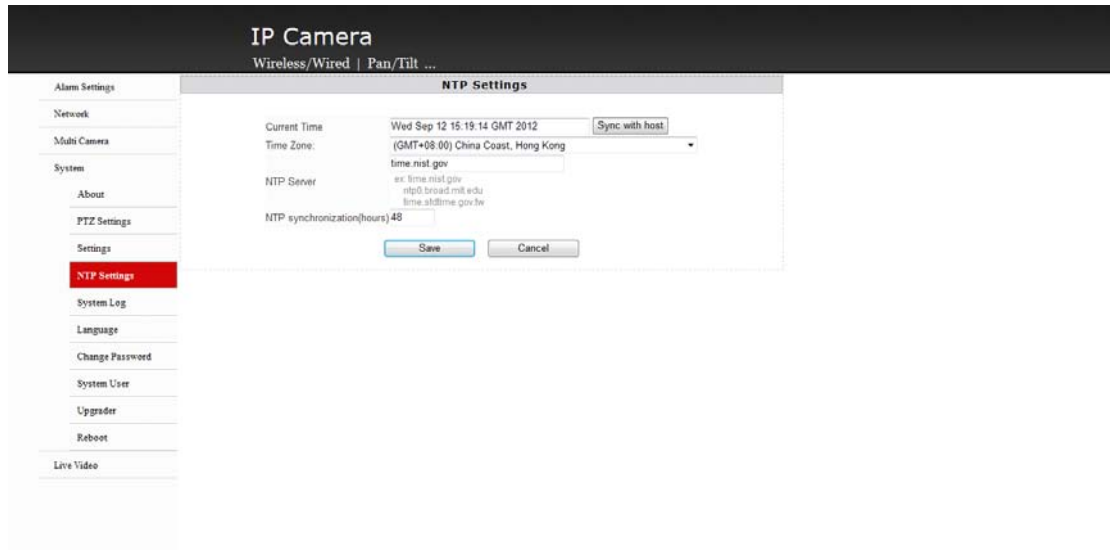 IP Camera
Wireless/Wired | Pan/Tilt ...
Alarm Settings
Network
Multi Camera
System
About
PTZ Settings
Settings
NTP Settings
System Log
Language
Change Password
System User
Upgrader
Reboot
Live Video
NTP Settings
Current Time Wed Sep 12 15:19:14 GMT 2012 Sync with host
Time Zone: (GMT+08:00) China Coast, Hong Kong
time.nist.gov
NTP Server ex: time.nist.gov
ntp0.broad.mit.edu
time.stdtime.gov.tw
NTP synchronization(hours) 48
Save Cancel